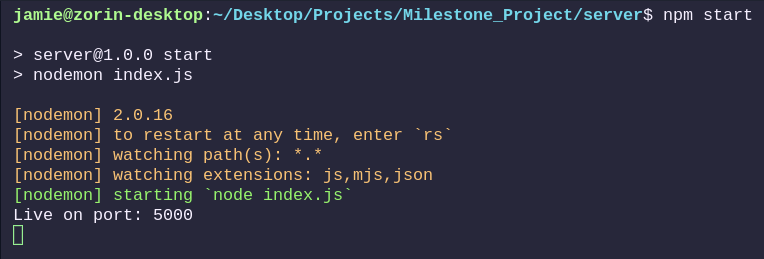 jamie@zorin-desktop:~/Desktop/Projects/Milestone_Project/server$ npm start
> server@1.0.0 start
> nodemon index.js
[nodemon] 2.0.16
[nodemon] to restart at any time, enter `rs`
[nodemon] watching path(s): *.*
[nodemon] watching extensions: js,mjs,json
[nodemon] starting `node index.js`
Live on port: 5000